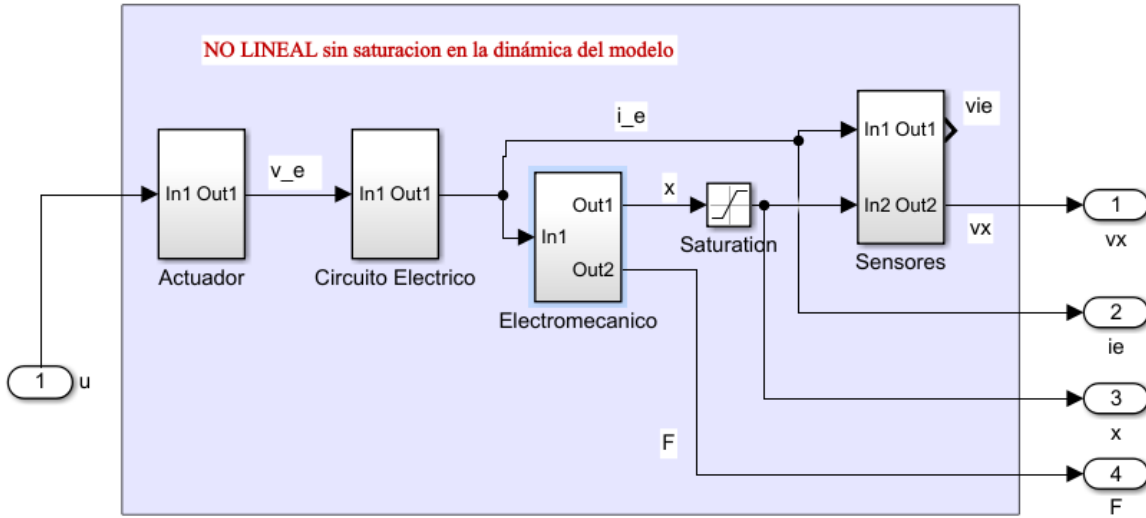 NO LINEAL sin saturacion en la dinámica del modelo
i_e
vie
In1 Out1
In2 Out2
Sensores
v_e
In1 Out1
Actuador
In1 Out1
Circuito Electrico
x
Out1
In1
Out2
Electromecanico
Saturation
vx
1
vx
2
ie
1
u
3
x
F
4
F